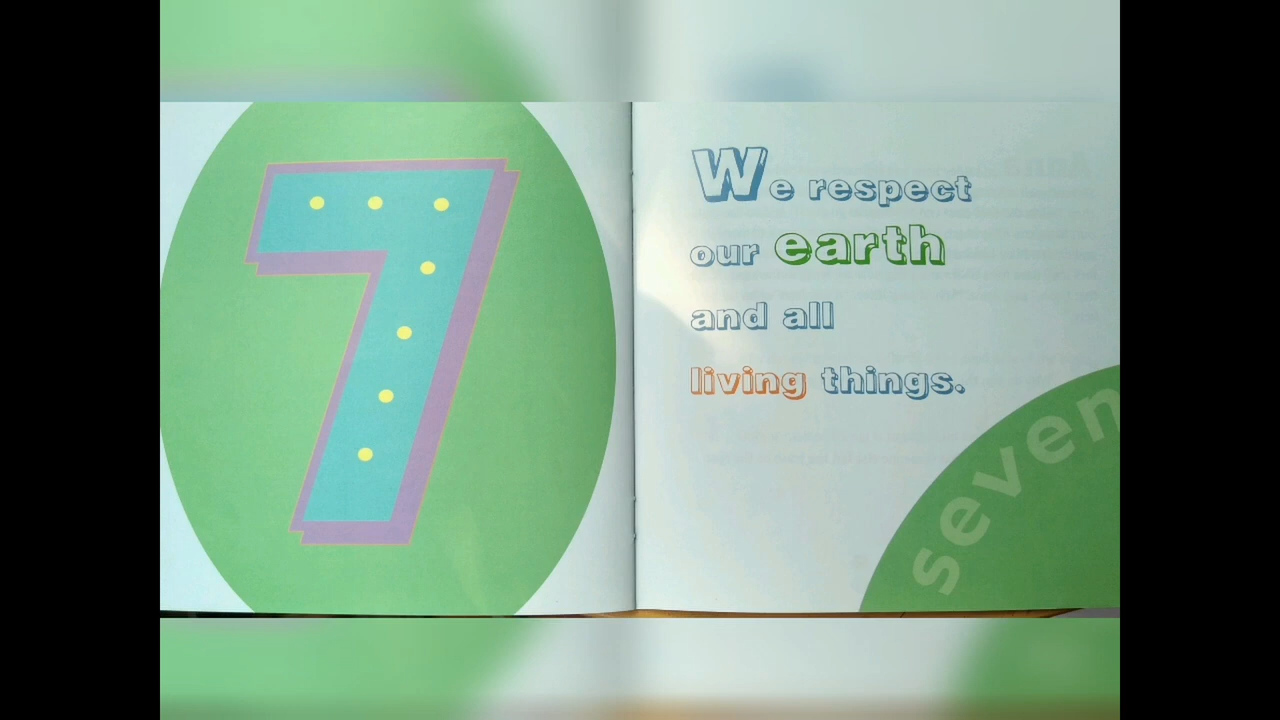 7
We respect
our earth
and all
living things.
seven